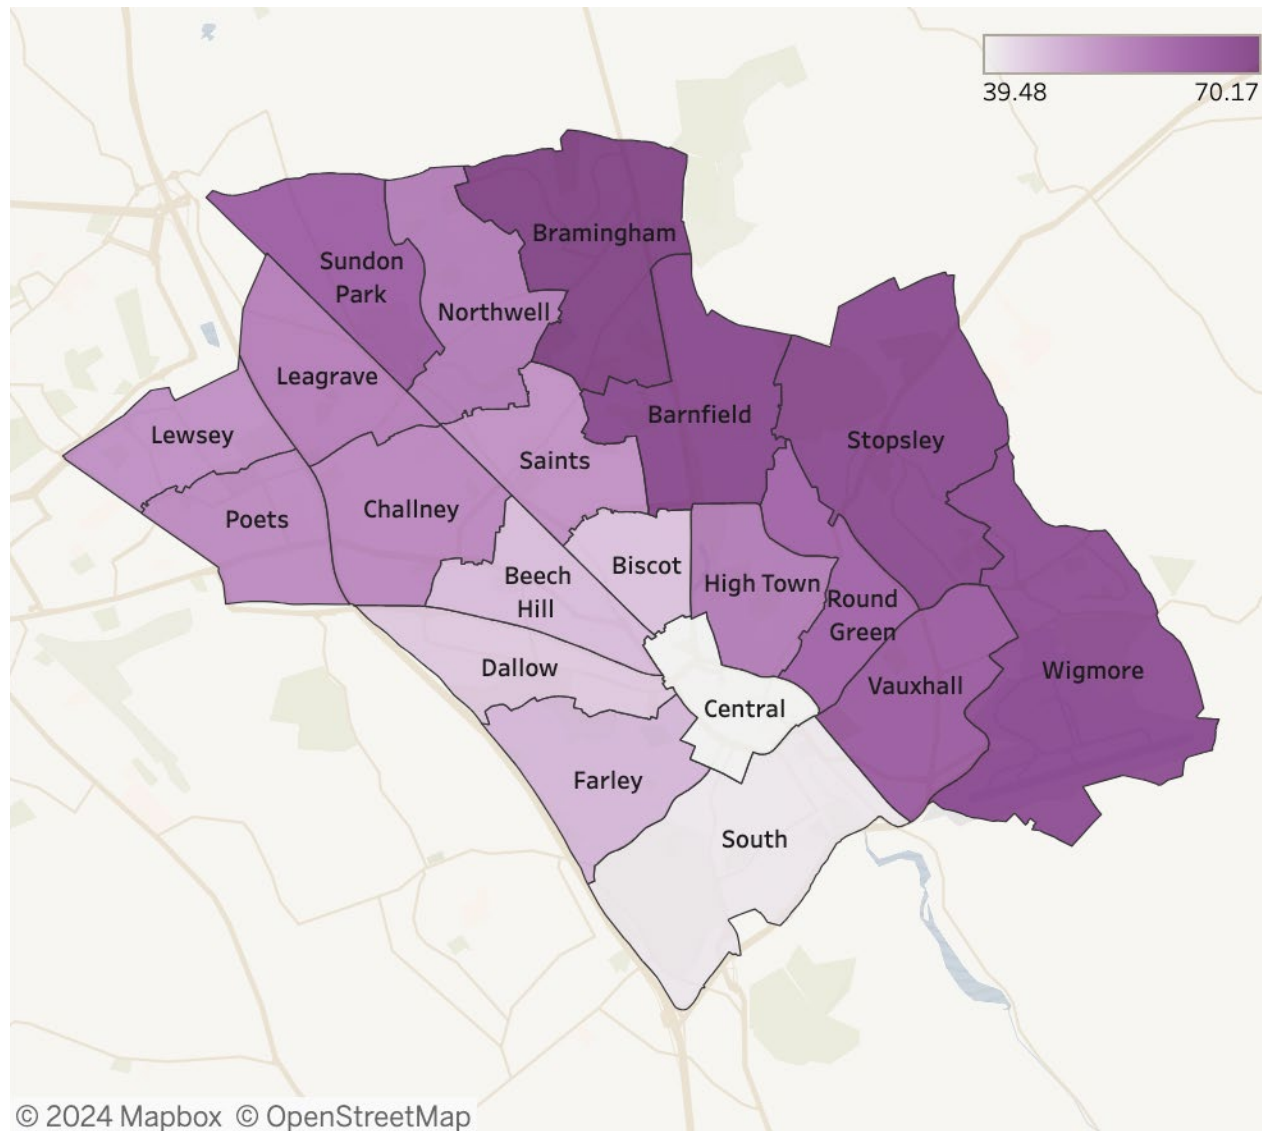 39.48
70.17
Bramingham
Sundon
Park
Northwell
Leagrave
Barnfield
Lewsey
Stopsley
Saints
Challney
Poets
Biscot
Beech
Hill
High Town
Round
Green
Dallow
Wigmore
Vauxhall
Central
Farley
South
© 2024 Mapbox © OpenStreetMap